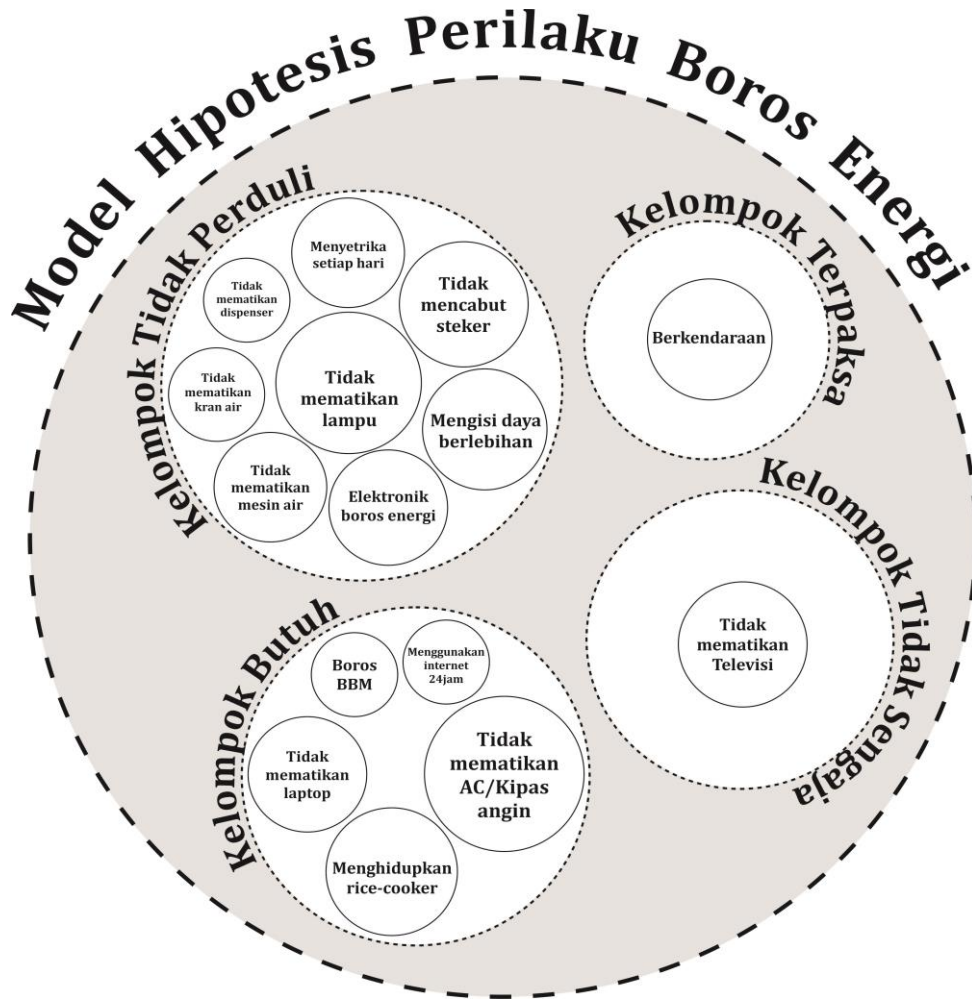 Model Hipotesis Perilaku Boros Energi
Kelompok Tidak Perduli
Menyetrika
setiap hari
Tidak
mematikan
dispenser
Tidak
mencabut
steker
Tidak
mematikan
lampu
Tidak
mematikan
kran air
Mengisi daya
berlebihan
Tidak
mematikan
mesin air
Elektronik
boros energi
Kelompok Terpaksa
Berkendaraan
Kelompok Butuh
Boros
BBM
Menggunakan
internet
24jam
Tidak
mematikan
laptop
Tidak
mematikan
AC/Kipas
angin
Menghidupkan
rice-cooker
Kelompok Tidak Sengaja
Tidak
mematikan
Televisi